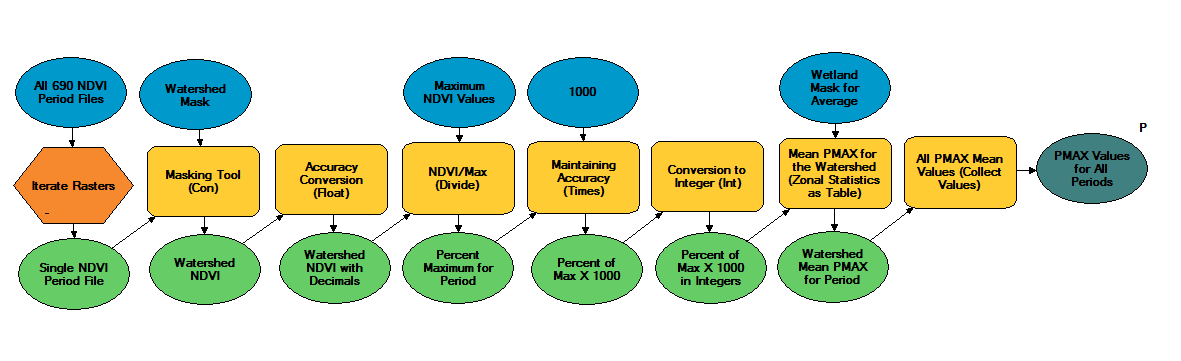 All 690 NDVI
Period Files
Watershed
Mask
Maximum
NDVI Values
1000
Wetland
Mask for
Average
P
Iterate Rasters
Masking Tool
(Con)
Accuracy
Conversion
(Float)
NDVI/Max
(Divide)
Maintaining
Accuracy
(Times)
Conversion to
Integer (Int)
Mean PMAX for
the Watershed
(Zonal Statistics
as Table)
All PMAX Mean
Values (Collect
Values)
PMAX Values
for All
Periods
Single NDVI
Period File
Watershed
NDVI
Watershed
NDVI with
Decimals
Percent
Maximum for
Period
Percent of
Max X 1000
Percent of
Max X 1000
in Integers
Watershed
Mean PMAX
for Period